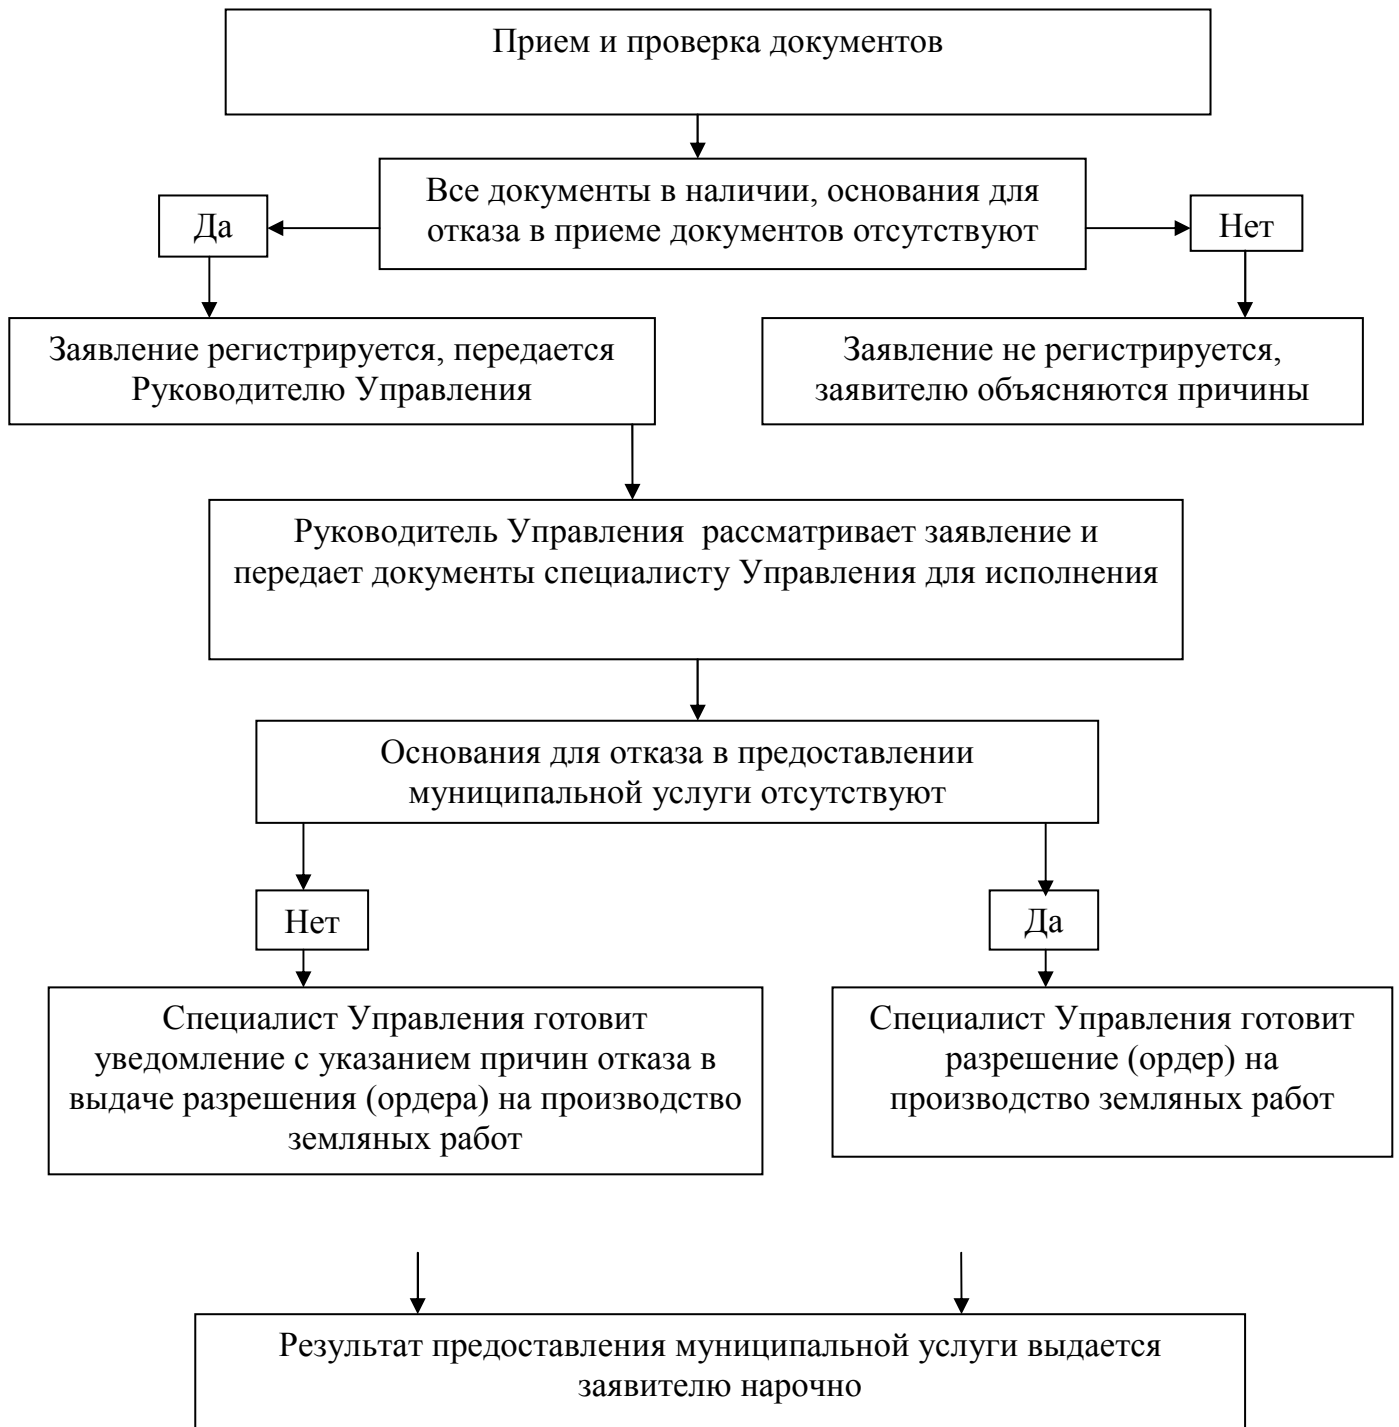 Прием и проверка документов
Все документы в наличии, основания для
отказа в приеме документов отсутствуют
Да
Нет
Заявление регистрируется, передается
Руководителю Управления
Заявление не регистрируется,
заявителю объясняются причины
Руководитель Управления  рассматривает заявление и
передает документы специалисту Управления для исполнения
Основания для отказа в предоставлении
муниципальной услуги отсутствуют
Нет
Да
Специалист Управления готовит
уведомление с указанием причин отказа в
выдаче разрешения (ордера) на производство
земляных работ
Специалист Управления готовит
разрешение (ордер) на
производство земляных работ
Результат предоставления муниципальной услуги выдается
заявителю нарочно